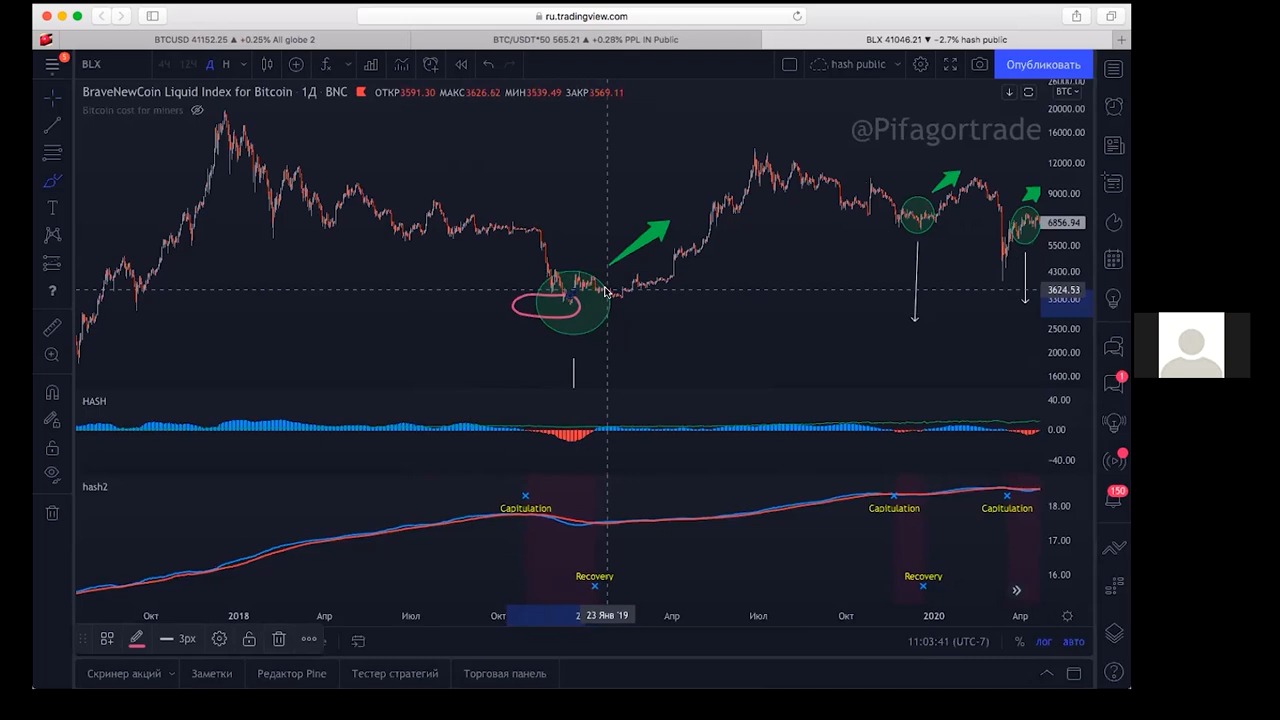 ru.tradingview.com
BTCUSD 41152.25 ▲ +0.25% All globe 2
BTC/USDT*50 565.21 ▲ +0.28% PPL IN Public
BLX 41046.21 ▼ −2.7% hash public
5
BLX
4Ч 12Ч Д Н
hash public
Опубликовать
BraveNewCoin Liquid Index for Bitcoin · 1Д · BNC
ОТКР3591.30 МАКС3626.62 МИН3539.49 ЗАКР3569.11
Bitcoin cost for miners
@Pifagortrade
26000.00
BTC
20000.00
16000.00
12000.00
9000.00
6856.94
5500.00
4300.00
3624.53
3300.00
2500.00
2000.00
1600.00
HASH
40.00
0.00
−40.00
hash2
Capitulation
Capitulation
Capitulation
18.00
17.00
16.00
Recovery
Recovery
Окт 2018 Апр Июл Окт 23 Янв '19 Апр Июл Окт 2020 Апр
3px
11:03:41 (UTC-7)
% лог авто
Скринер акций
Заметки
Редактор Pine
Тестер стратегий
Торговая панель
1
150